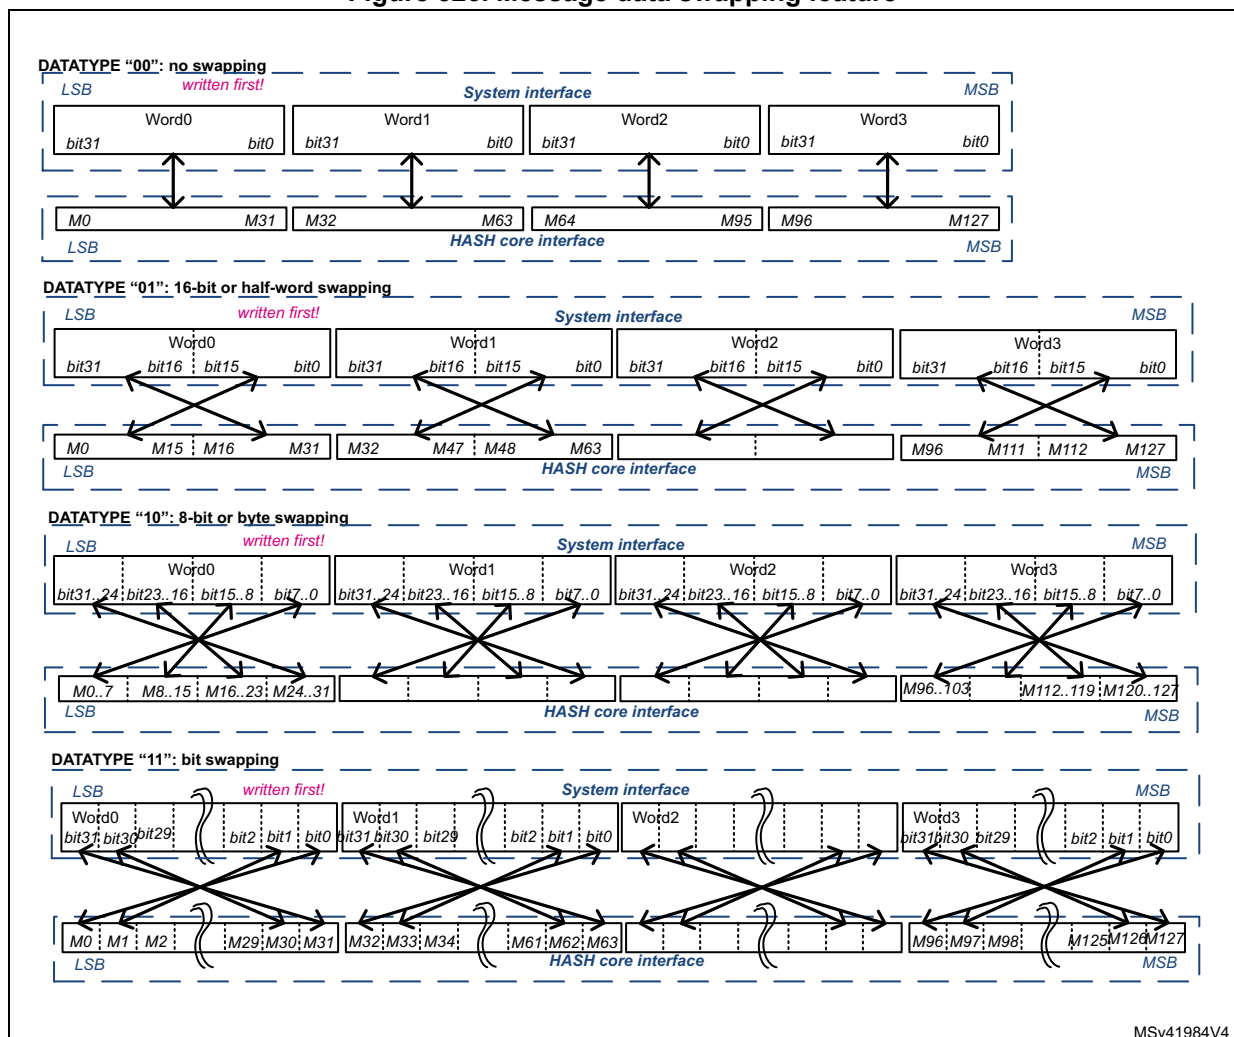 DATATYPE “00”: no swapping
LSB written first! System interface MSB
Word0 Word1 Word2 Word3
bit31 bit0 bit31 bit0 bit31 bit0 bit31 bit0
M0 M31 M32 M63 M64 M95 M96 M127
LSB HASH core interface MSB
DATATYPE “01”: 16-bit or half-word swapping
LSB written first! System interface MSB
Word0 Word1 Word2 Word3
bit31 bit16 bit15 bit0 bit31 bit16 bit15 bit0 bit31 bit16 bit15 bit0 bit31 bit16 bit15 bit0
M0 M15 M16 M31 M32 M47 M48 M63 M96 M111 M112 M127
LSB HASH core interface MSB
DATATYPE “10”: 8-bit or byte swapping
LSB written first! System interface MSB
Word0 Word1 Word2 Word3
bit31..24 bit23..16 bit15..8 bit7..0 bit31..24 bit23..16 bit15..8 bit7..0 bit31..24 bit23..16 bit15..8 bit7..0 bit31..24 bit23..16 bit15..8 bit7..0
M0..7 M8..15 M16..23 M24..31 M96..103 M112..119 M120..127
LSB HASH core interface MSB
DATATYPE “11”: bit swapping
LSB written first! System interface MSB
Word0 Word1 Word2 Word3
bit31 bit30 bit29 bit2 bit1 bit0 bit31 bit30 bit29 bit2 bit1 bit0 bit31 bit30 bit29 bit2 bit1 bit0
M0 M1 M2 M29 M30 M31 M32 M33 M34 M61 M62 M63 M96 M97 M98 M125 M126 M127
LSB HASH core interface MSB
MSv41984V4